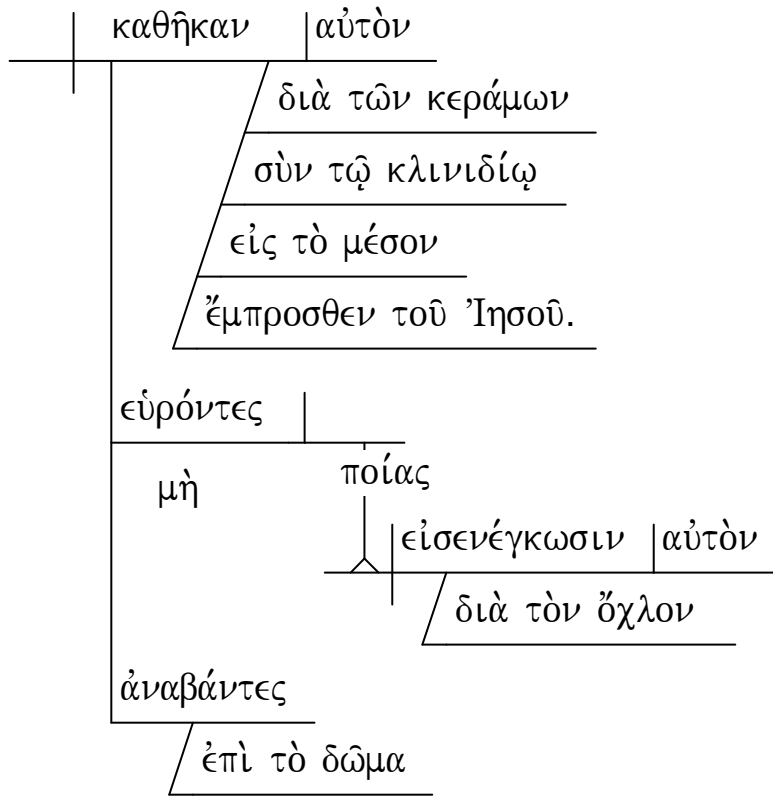 καθῆκαν αὐτὸν
διὰ τῶν κεράμων
σὺν τῷ κλινιδίῳ
εἰς τὸ μέσον
ἔμπροσθεν τοῦ Ἰησοῦ.
εὑρόντες
μὴ
ποίας
εἰσενέγκωσιν αὐτὸν
διὰ τὸν ὄχλον
ἀναβάντες
ἐπὶ τὸ δῶμα